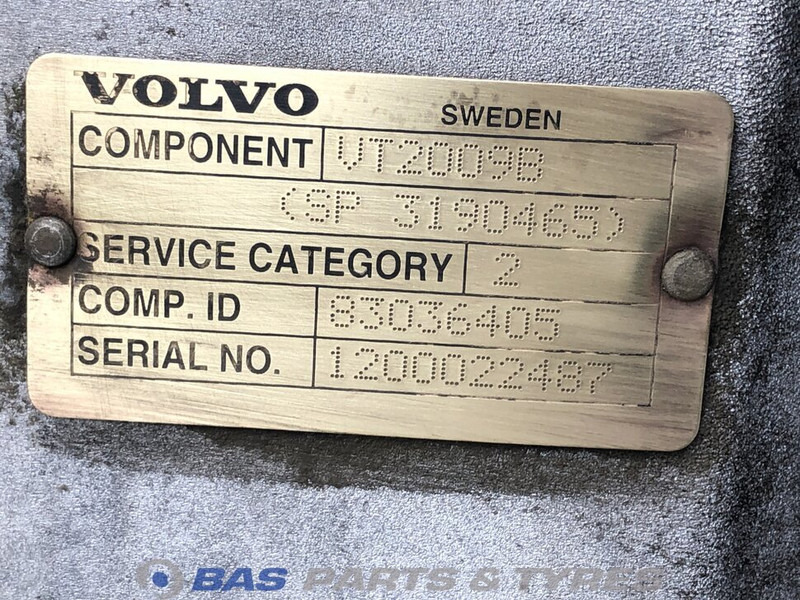 VOLVO
SWEDEN
COMPONENT VT2009B
(SP 3190465)
SERVICE CATEGORY 2
COMP. ID 83036405
SERIAL NO. 1200022487
BAS PARTS & TYRES